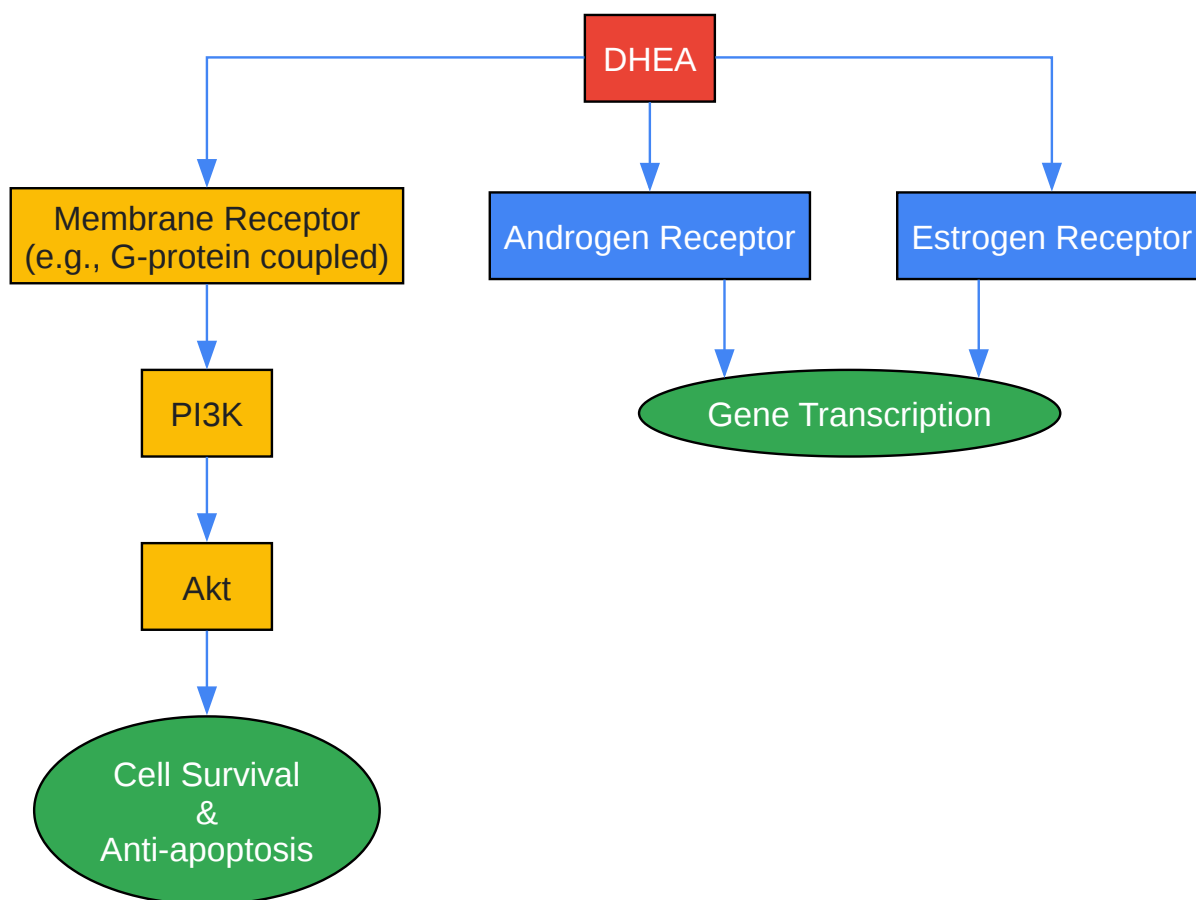 DHEA
Membrane Receptor
(e.g., G-protein coupled)
Androgen Receptor
Estrogen Receptor
PI3K
Gene Transcription
Akt
Cell Survival
&
Anti-apoptosis